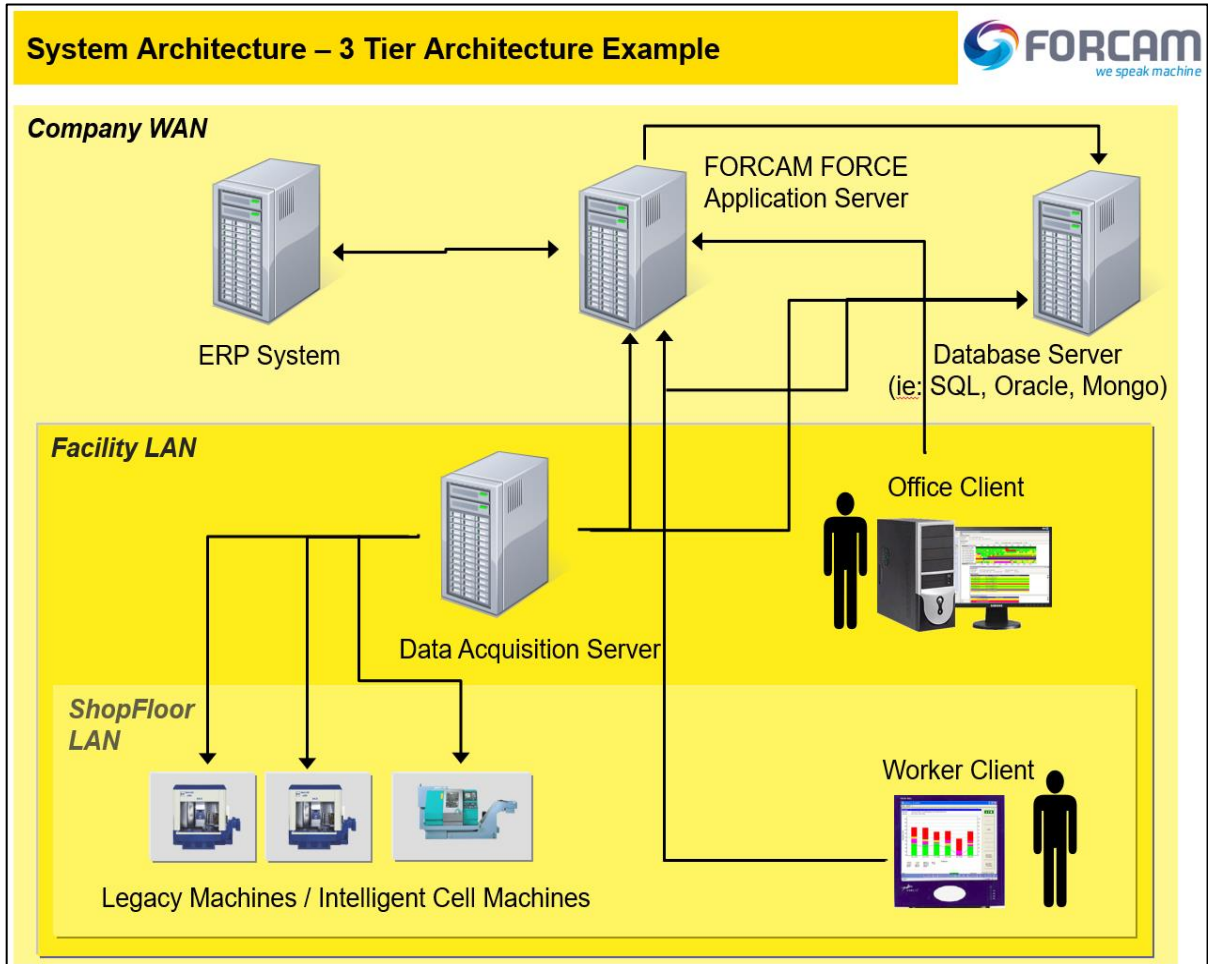 System Architecture – 3 Tier Architecture Example
FORCAM
we speak machine
Company WAN
FORCAM FORCE
Application Server
ERP System
Database Server
(ie: SQL, Oracle, Mongo)
Facility LAN
Office Client
Data Acquisition Server
ShopFloor
LAN
Worker Client
Legacy Machines / Intelligent Cell Machines